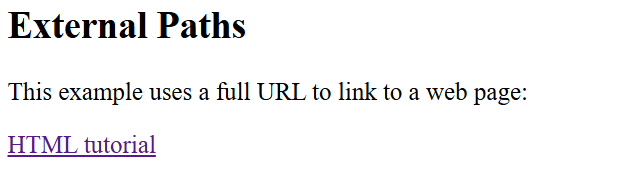 External Paths
This example uses a full URL to link to a web page:
HTML tutorial